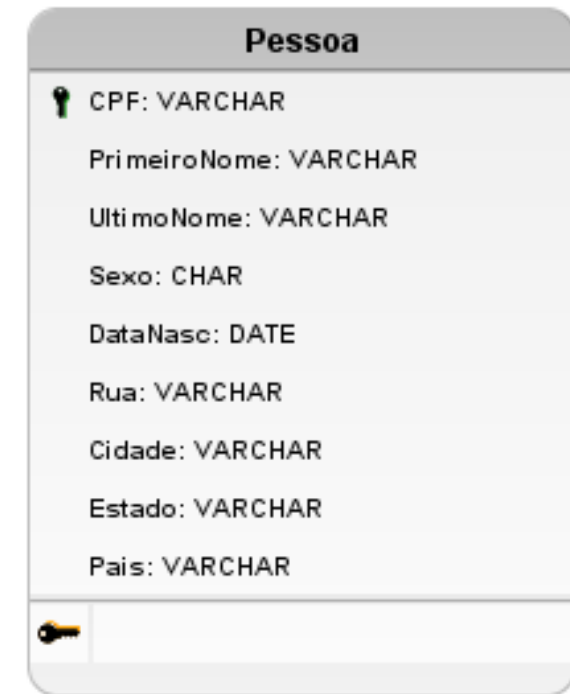 Pessoa
CPF: VARCHAR
PrimeiroNome: VARCHAR
UltimoNome: VARCHAR
Sexo: CHAR
DataNasc: DATE
Rua: VARCHAR
Cidade: VARCHAR
Estado: VARCHAR
Pais: VARCHAR